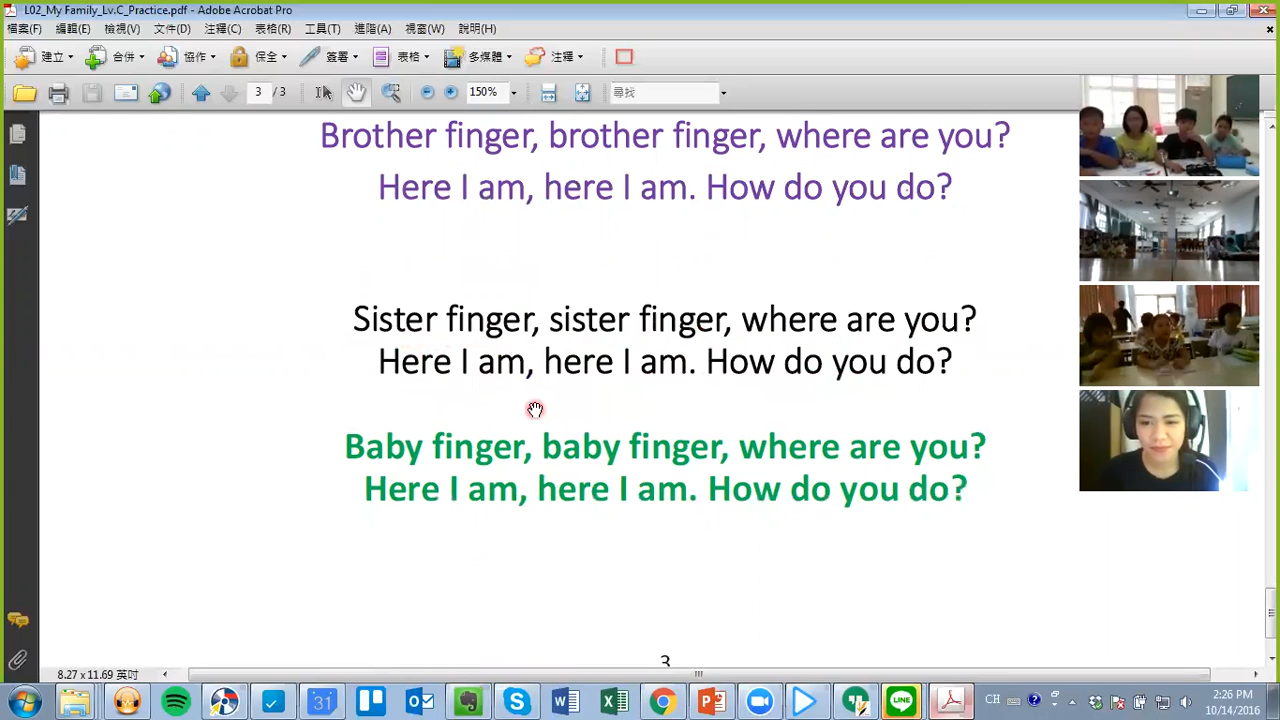 L02_My Family_Lv.C_Practice.pdf - Adobe Acrobat Pro
檔案(F) 編輯(E) 檢視(V) 文件(D) 注釋(C) 表格(R) 工具(T) 進階(A) 視窗(W) 說明(H)
建立 合併 協作 保全 簽署 表格 多媒體 注釋
3 / 3 150% 尋找
Brother finger, brother finger, where are you?
Here I am, here I am. How do you do?
Sister finger, sister finger, where are you?
Here I am, here I am. How do you do?
Baby finger, baby finger, where are you?
Here I am, here I am. How do you do?
3
8.27 x 11.69 英吋
31
LINE
CH
2:26 PM
10/14/2016